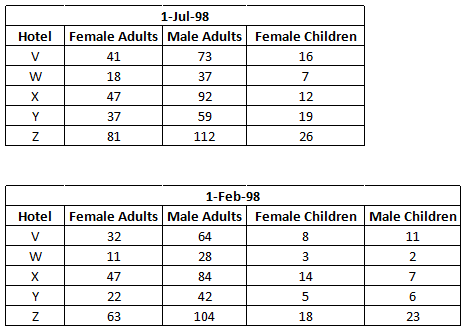 1-Jul-98
Hotel Female Adults Male Adults Female Children
V 41 73 16
W 18 37 7
X 47 92 12
Y 37 59 19
Z 81 112 26
1-Feb-98
Hotel Female Adults Male Adults Female Children Male Children
V 32 64 8 11
W 11 28 3 2
X 47 84 14 7
Y 22 42 5 6
Z 63 104 18 23